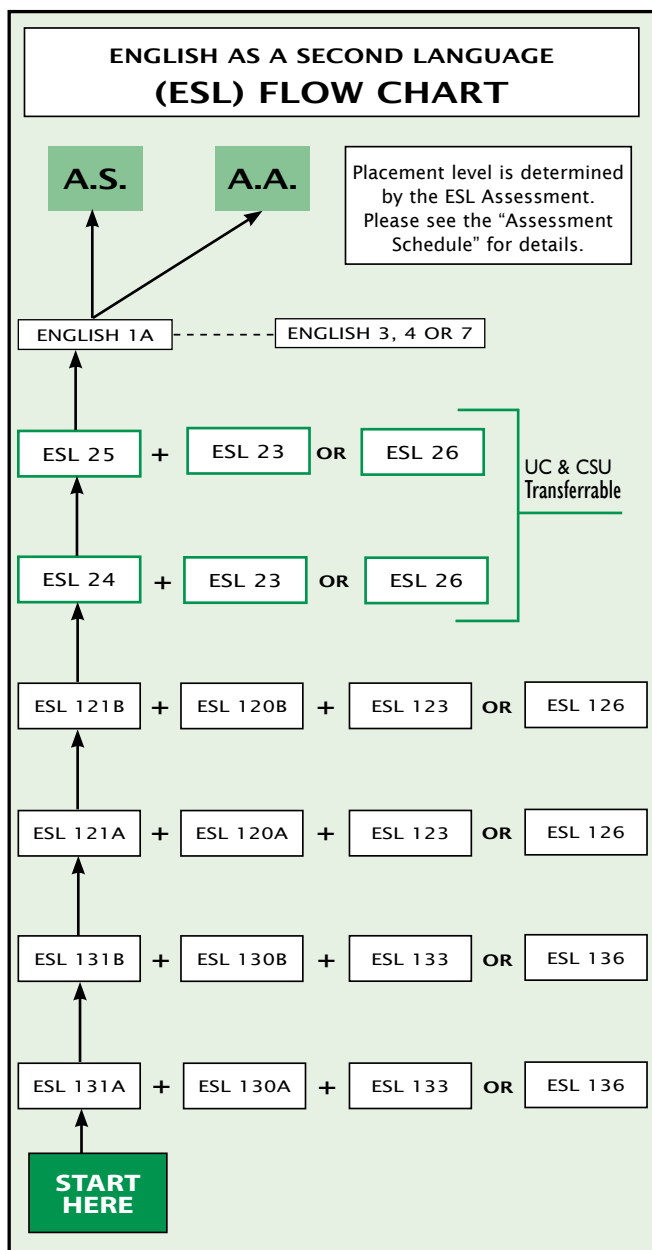 ENGLISH AS A SECOND LANGUAGE
(ESL) FLOW CHART
A.S.
A.A.
Placement level is determined
by the ESL Assessment.
Please see the “Assessment
Schedule” for details.
ENGLISH 1A
ENGLISH 3, 4 OR 7
ESL 25 + ESL 23 OR ESL 26
UC & CSU
Transferrable
ESL 24 + ESL 23 OR ESL 26
ESL 121B + ESL 120B + ESL 123 OR ESL 126
ESL 121A + ESL 120A + ESL 123 OR ESL 126
ESL 131B + ESL 130B + ESL 133 OR ESL 136
ESL 131A + ESL 130A + ESL 133 OR ESL 136
START
HERE